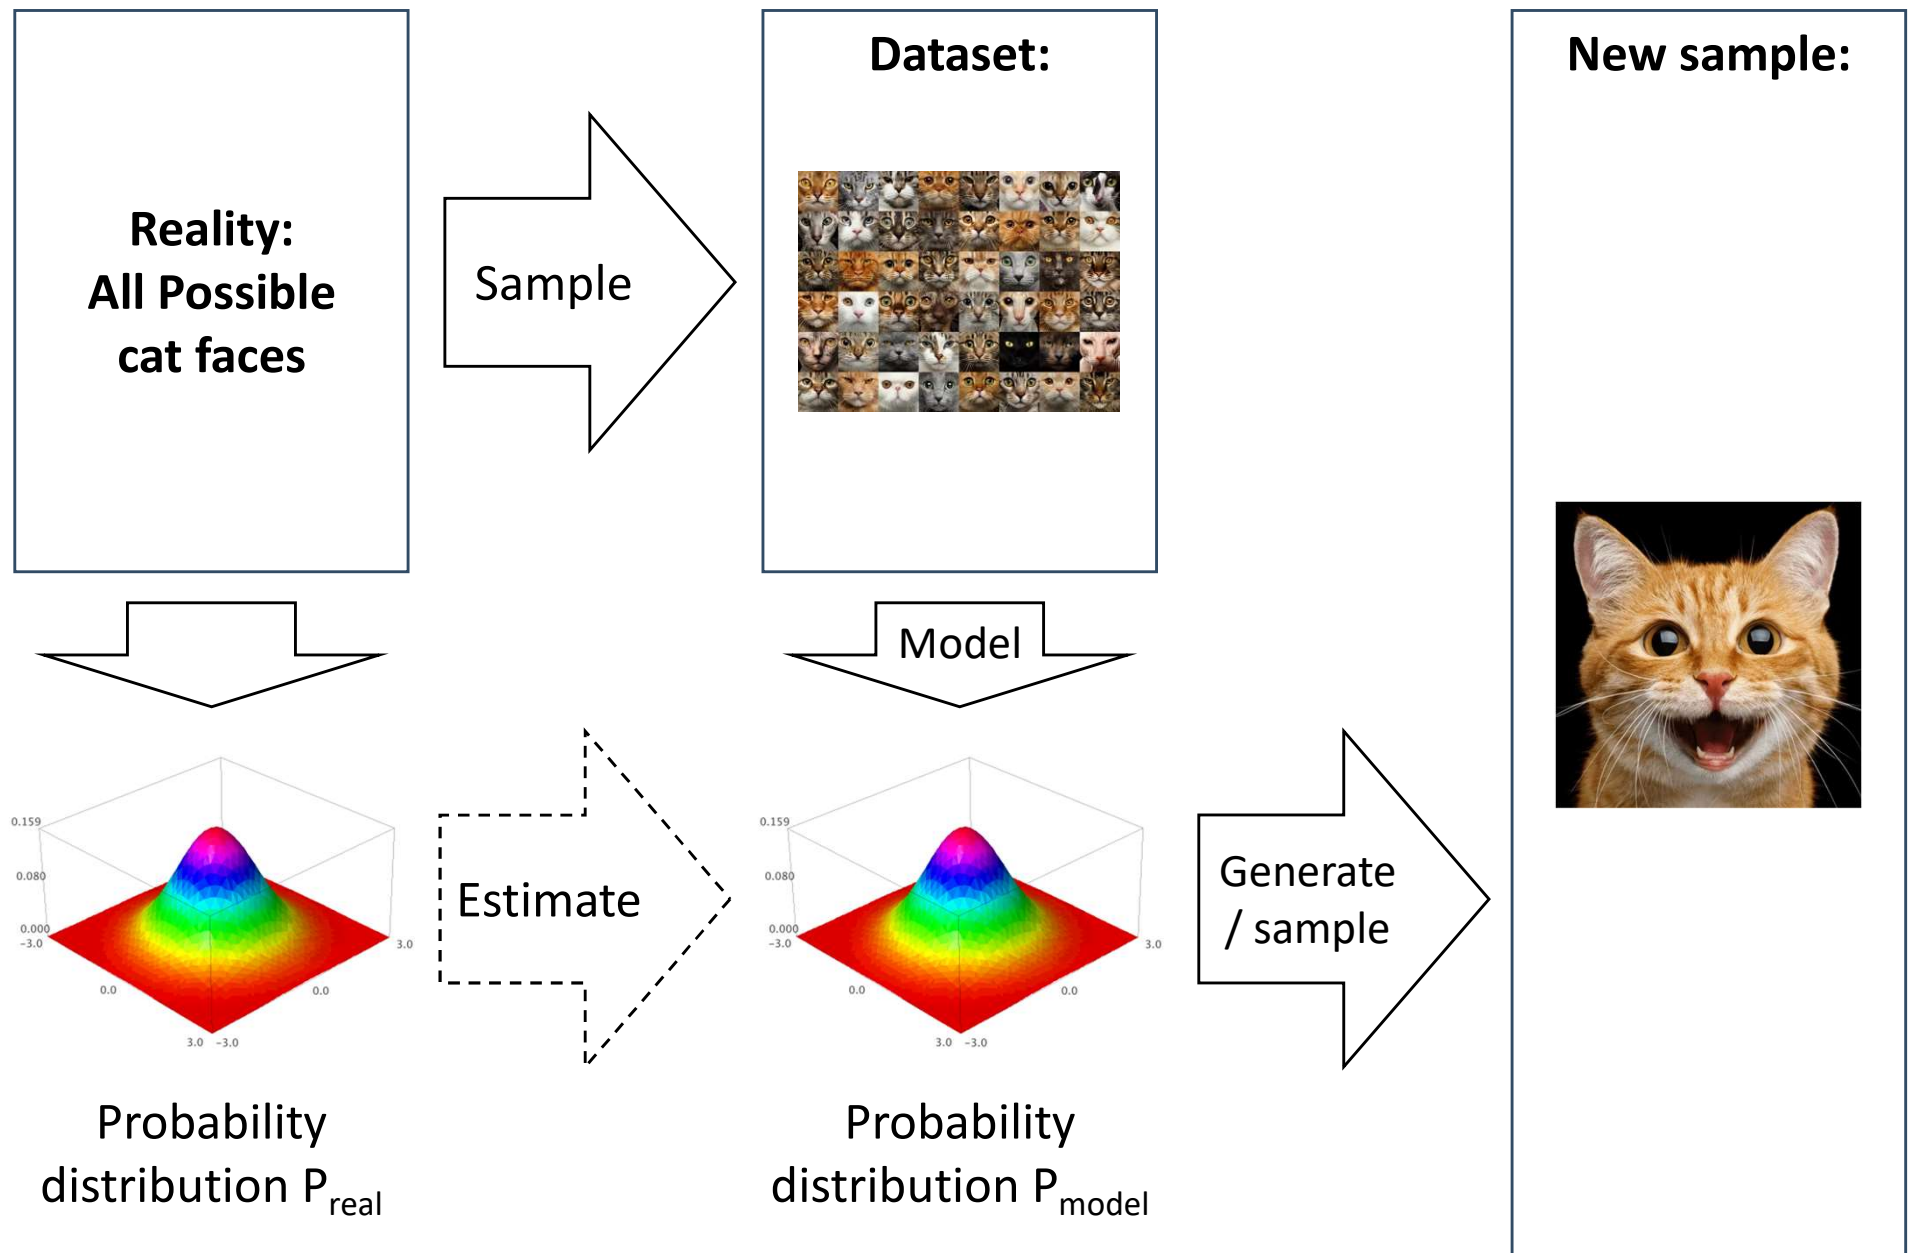 Reality:
All Possible
cat faces
Sample
Dataset:
New sample:
Model
0.159
0.080
0.000
-3.0
0.0
3.0 -3.0
0.0
3.0
Estimate
0.159
0.080
0.000
-3.0
0.0
3.0 -3.0
0.0
3.0
Generate
/ sample
Probability
distribution Preal
Probability
distribution Pmodel